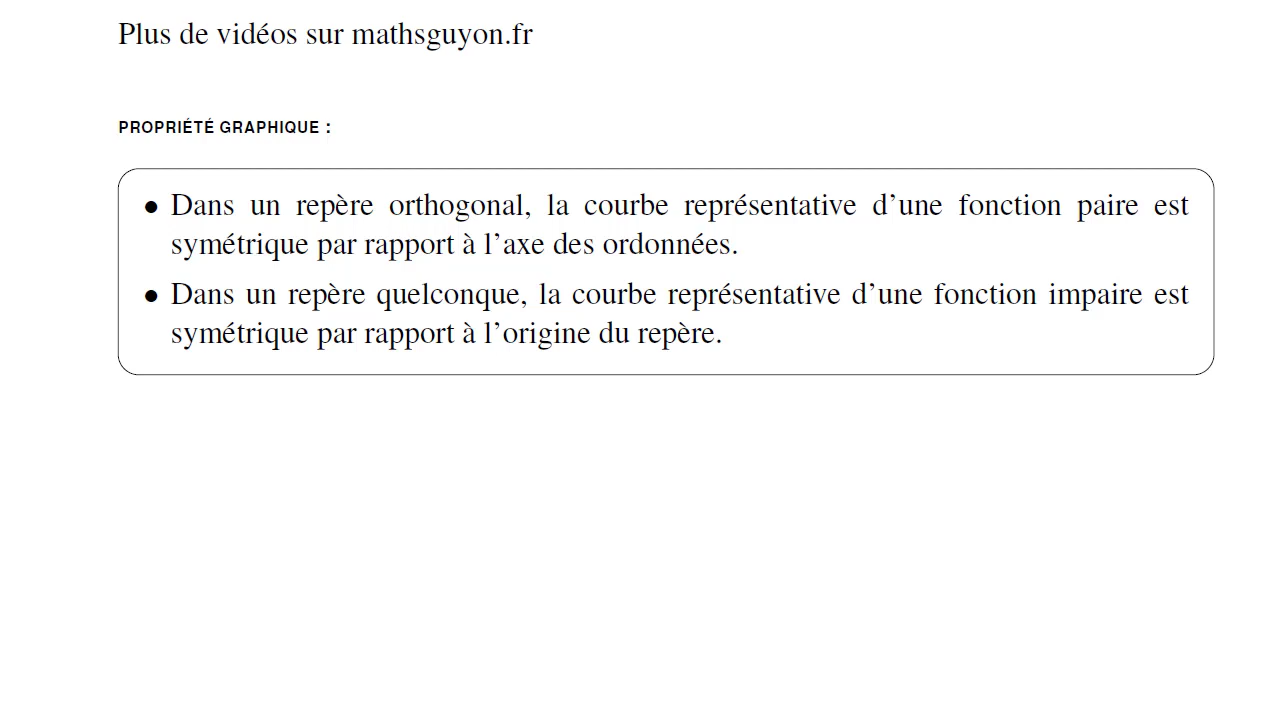 Plus de vidéos sur mathsguyon.fr
PROPRIÉTÉ GRAPHIQUE :
• Dans un repère orthogonal, la courbe représentative d’une fonction paire est
symétrique par rapport à l’axe des ordonnées.
• Dans un repère quelconque, la courbe représentative d’une fonction impaire est
symétrique par rapport à l’origine du repère.